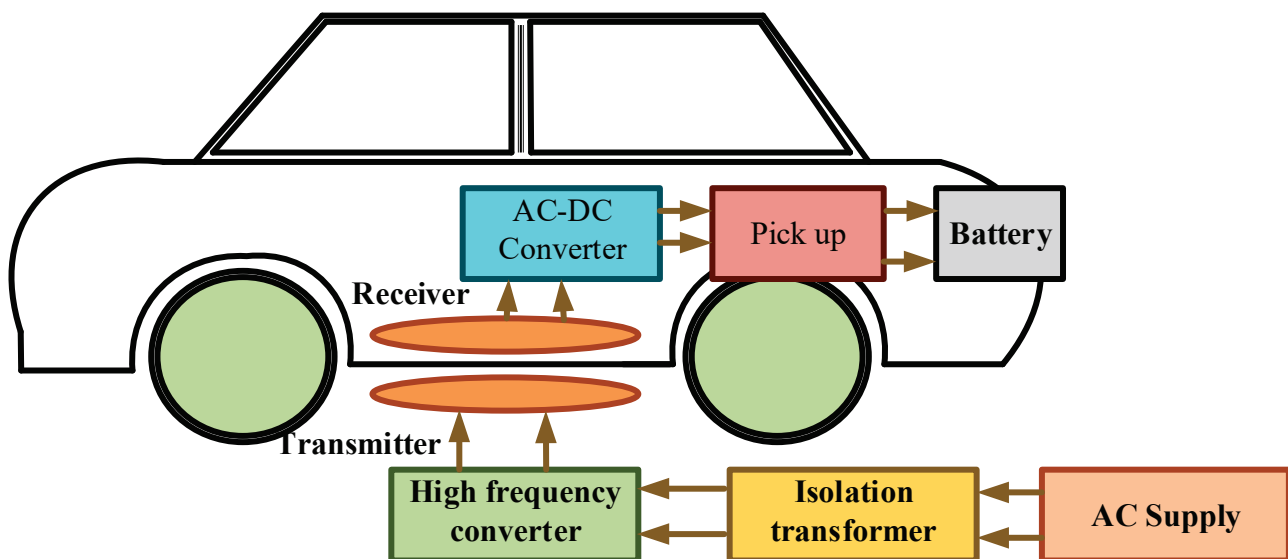 AC-DC
Converter
Pick up
Battery
Receiver
Transmitter
High frequency
converter
Isolation
transformer
AC Supply